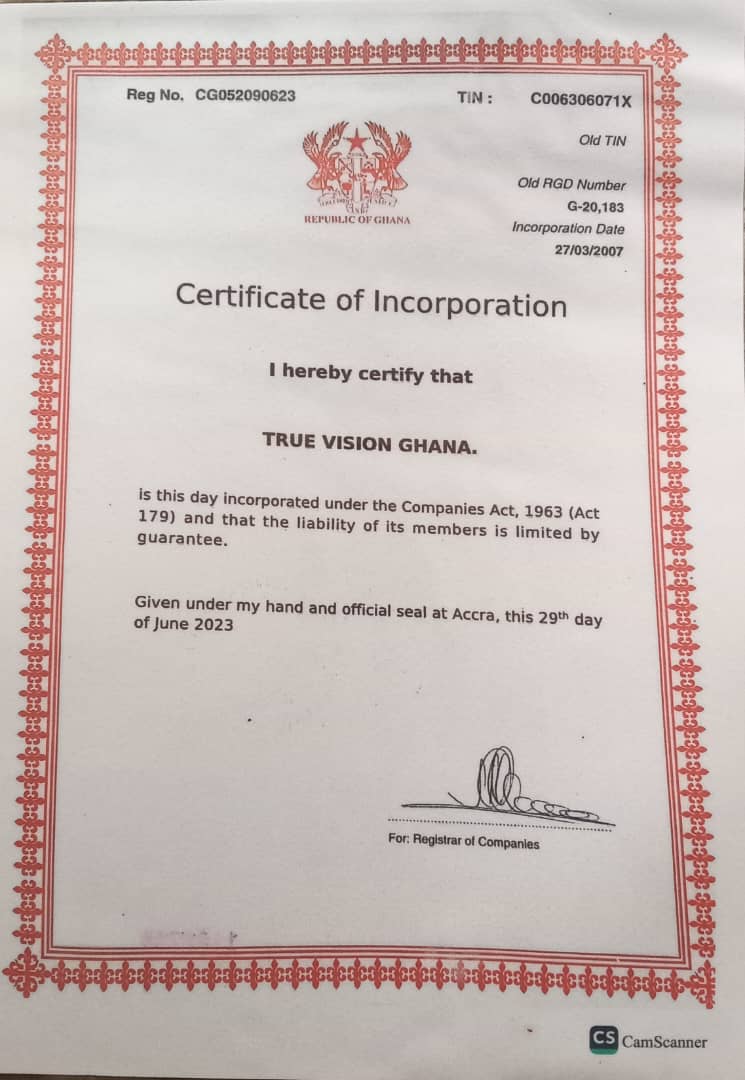 Reg No. CG052090623
TIN : C006306071X
Old TIN
Old RGD Number
G-20,183
Incorporation Date
27/03/2007
REPUBLIC OF GHANA
Certificate of Incorporation
I hereby certify that
TRUE VISION GHANA.
is this day incorporated under the Companies Act, 1963 (Act
179) and that the liability of its members is limited by
guarantee.
Given under my hand and official seal at Accra, this 29th day
of June 2023
For: Registrar of Companies
CS CamScanner